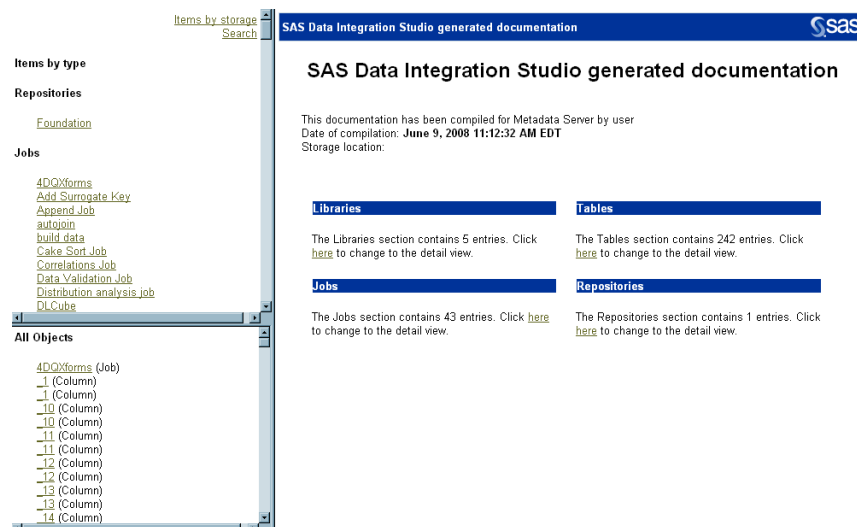 Items by storage
Search
Items by type
Repositories
Foundation
Jobs
4DQXforms
Add Surrogate Key
Append Job
autojoin
build data
Cake Sort Job
Correlations Job
Data Validation Job
Distribution analysis job
DLCube
All Objects
4DQXforms (Job)
_1 (Column)
_1 (Column)
_10 (Column)
_10 (Column)
_11 (Column)
_11 (Column)
_12 (Column)
_12 (Column)
_13 (Column)
_13 (Column)
_14 (Column)
SAS Data Integration Studio generated documentation
sas
SAS Data Integration Studio generated documentation
This documentation has been compiled for Metadata Server by user
Date of compilation: June 9, 2008 11:12:32 AM EDT
Storage location:
Libraries
The Libraries section contains 5 entries. Click
here to change to the detail view.
Tables
The Tables section contains 242 entries. Click
here to change to the detail view.
Jobs
The Jobs section contains 43 entries. Click here
to change to the detail view.
Repositories
The Repositories section contains 1 entries. Click
here to change to the detail view.